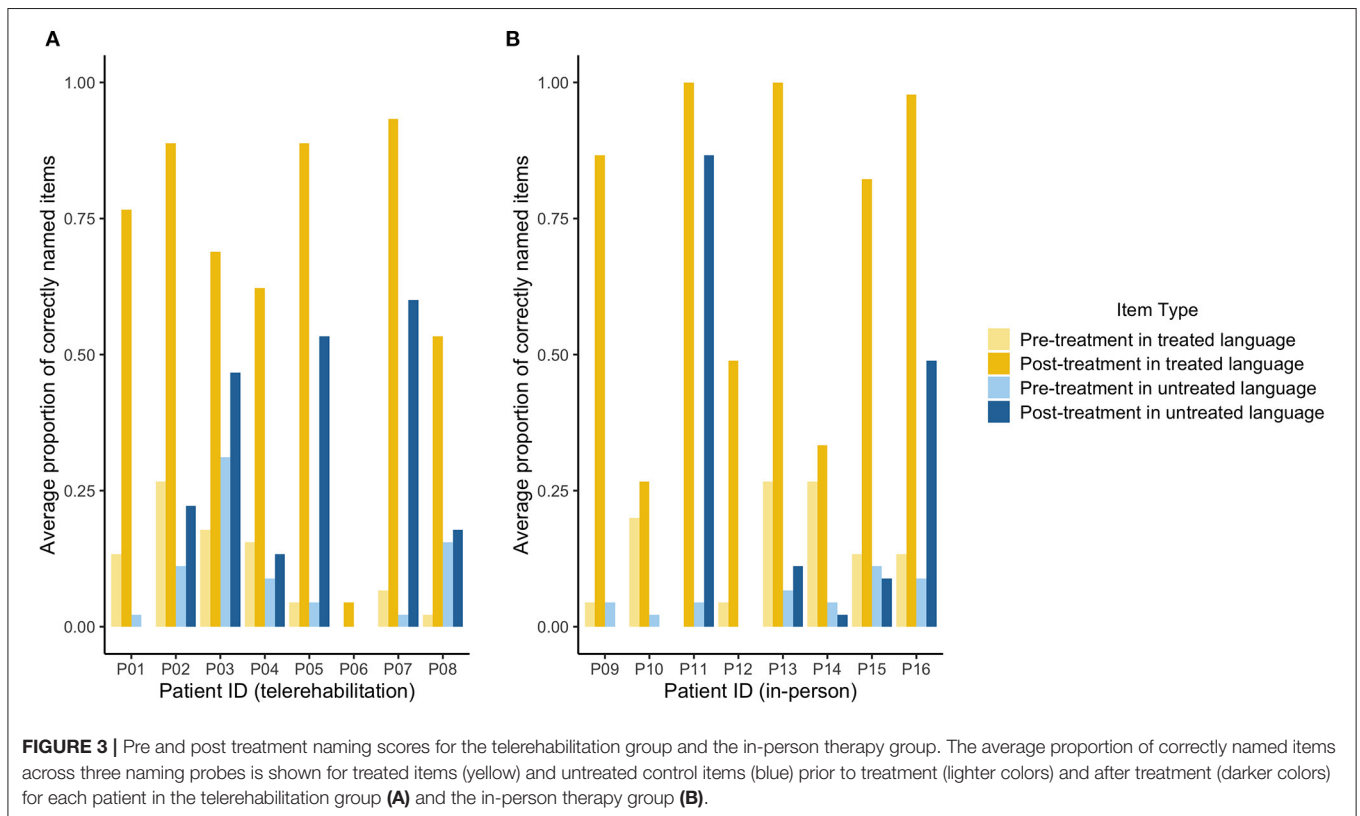 A
B
Average proportion of correctly named items
1.00
0.75
0.50
0.25
0.00
P01 P02 P03 P04 P05 P06 P07 P08
Patient ID (telerehabilitation)
Average proportion of correctly named items
1.00
0.75
0.50
0.25
0.00
P09 P10 P11 P12 P13 P14 P15 P16
Patient ID (in-person)
Item Type
Pre-treatment in treated language
Post-treatment in treated language
Pre-treatment in untreated language
Post-treatment in untreated language
FIGURE 3 | Pre and post treatment naming scores for the telerehabilitation group and the in-person therapy group. The average proportion of correctly named items
across three naming probes is shown for treated items (yellow) and untreated control items (blue) prior to treatment (lighter colors) and after treatment (darker colors)
for each patient in the telerehabilitation group (A) and the in-person therapy group (B).